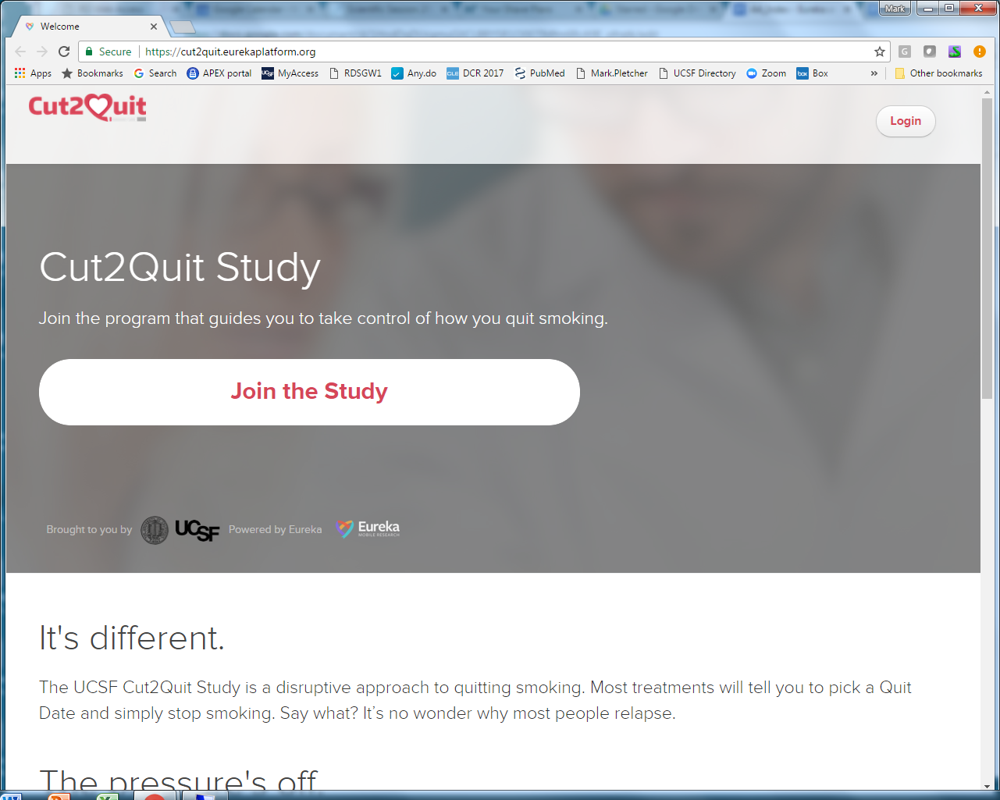 Mark
Welcome
Secure https://cut2quit.eurekaplatform.org
Apps Bookmarks Search APEX portal MyAccess RDSGW1 Any.do DCR 2017 PubMed Mark.Pletcher UCSF Directory Zoom Box » Other bookmarks
Cut2Quit
Login
Cut2Quit Study
Join the program that guides you to take control of how you quit smoking.
Join the Study
Brought to you by UCSF Powered by Eureka Eureka
MOBILE RESEARCH
It's different.
The UCSF Cut2Quit Study is a disruptive approach to quitting smoking. Most treatments will tell you to pick a Quit
Date and simply stop smoking. Say what? It’s no wonder why most people relapse.
The pressure's off.